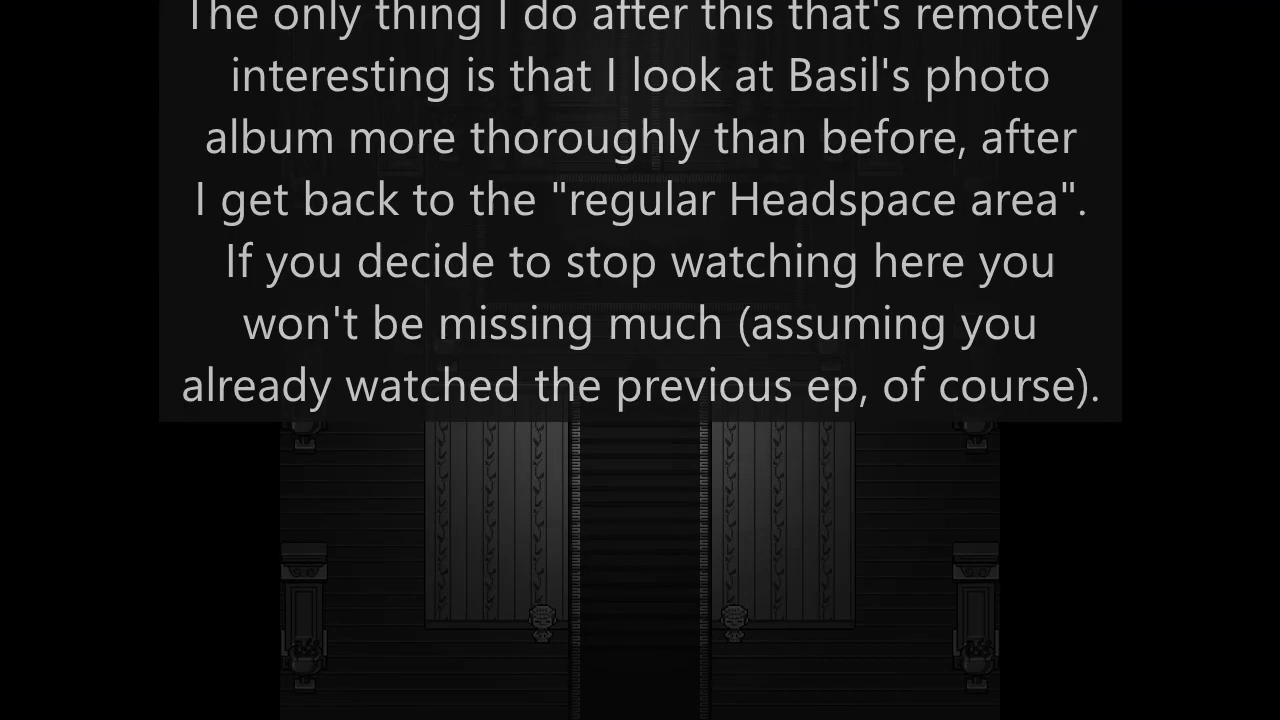 The only thing I do after this that's remotely
interesting is that I look at Basil's photo
album more thoroughly than before, after
I get back to the "regular Headspace area".
If you decide to stop watching here you
won't be missing much (assuming you
already watched the previous ep, of course).